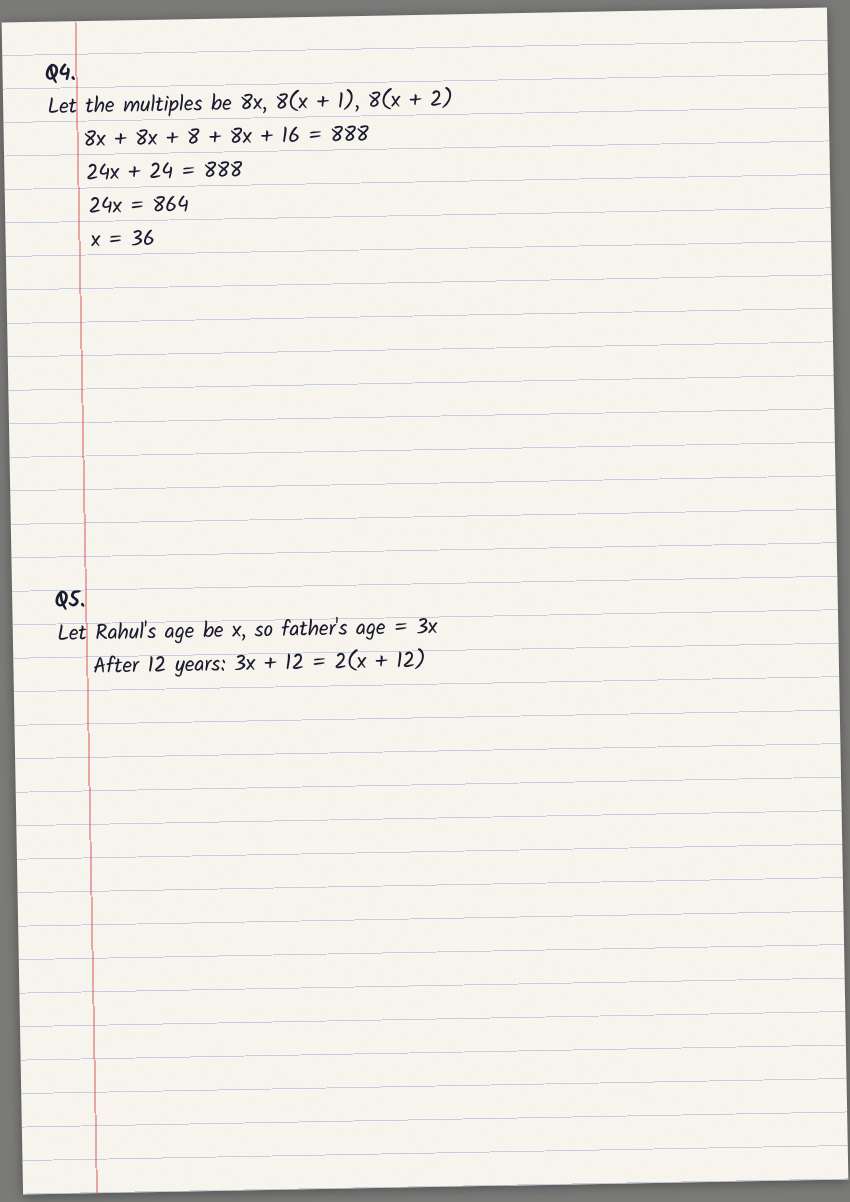 Q4.
Let the multiples be 8x, 8(x + 1), 8(x + 2)
8x + 8x + 8 + 8x + 16 = 888
24x + 24 = 888
24x = 864
x = 36
Q5.
Let Rahul's age be x, so father's age = 3x
After 12 years: 3x + 12 = 2(x + 12)